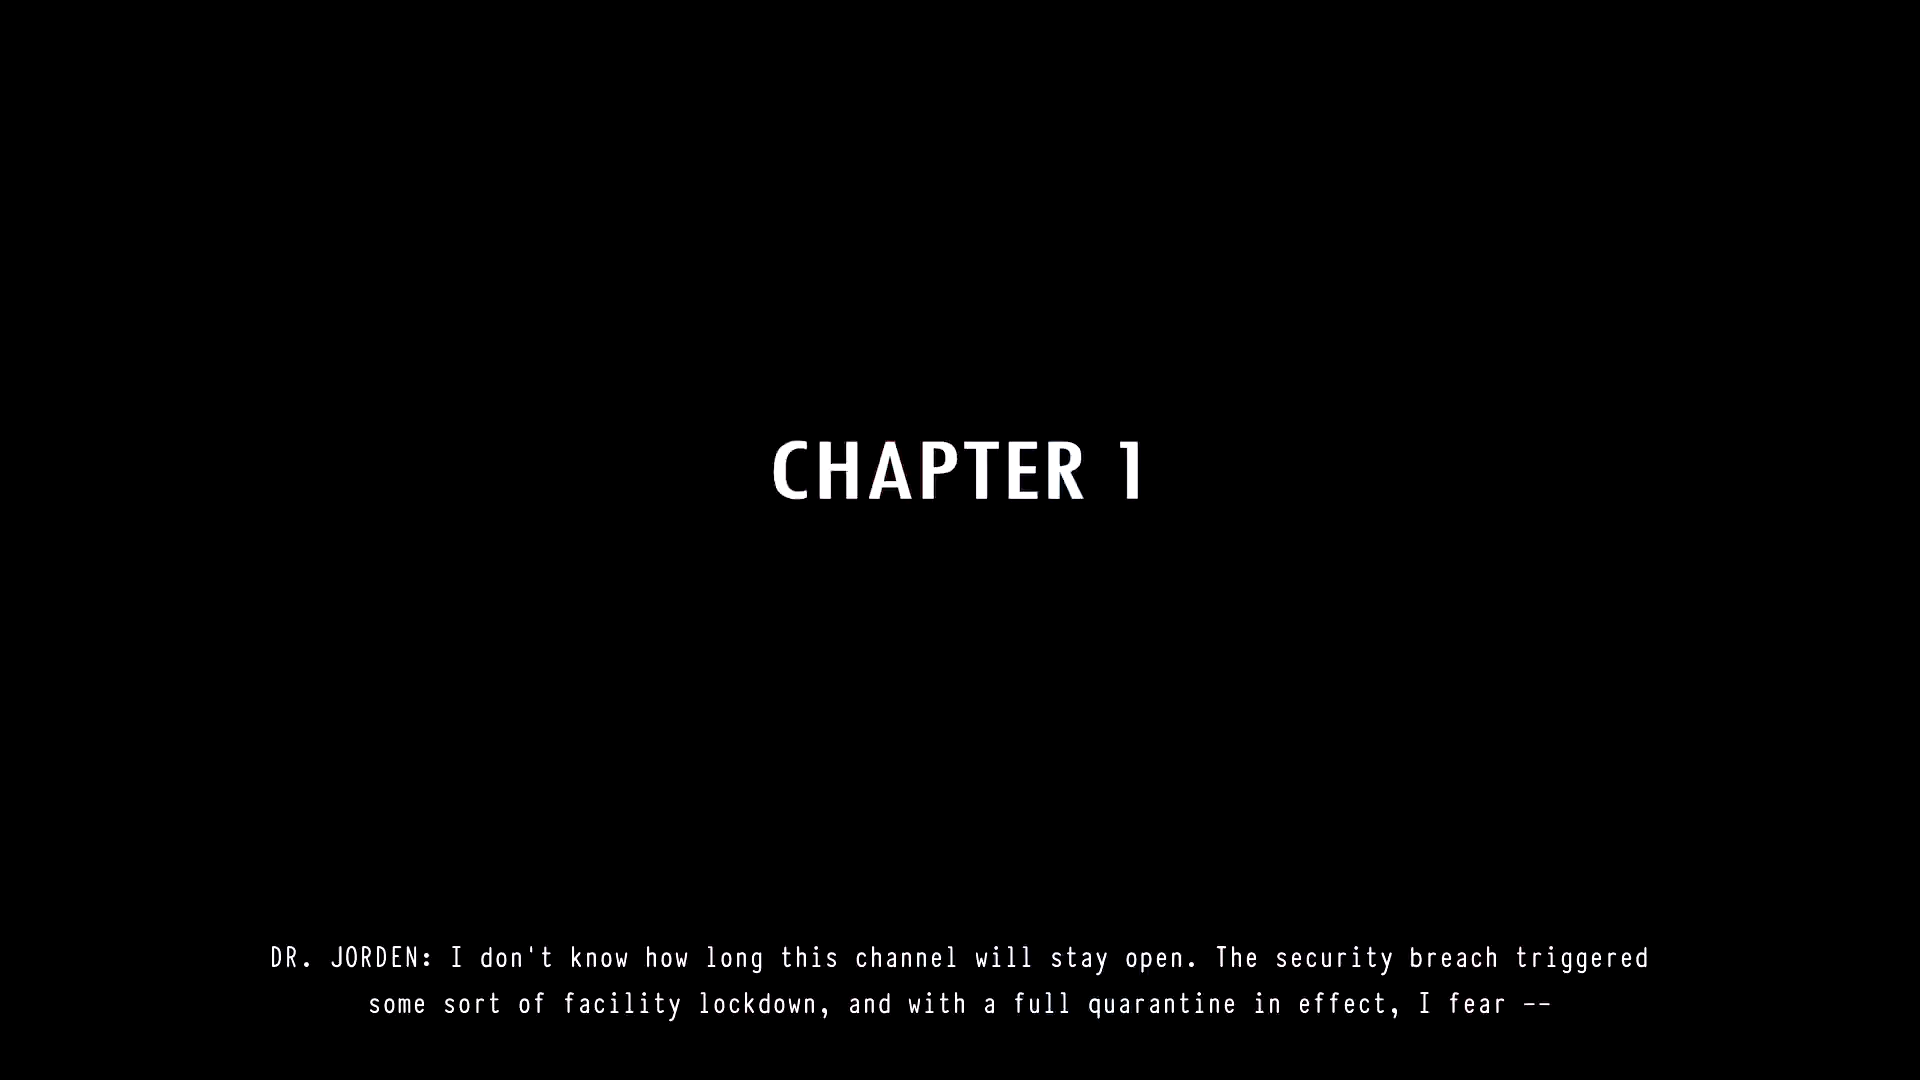 CHAPTER 1
DR. JORDEN: I don't know how long this channel will stay open. The security breach triggered
some sort of facility lockdown, and with a full quarantine in effect, I fear --